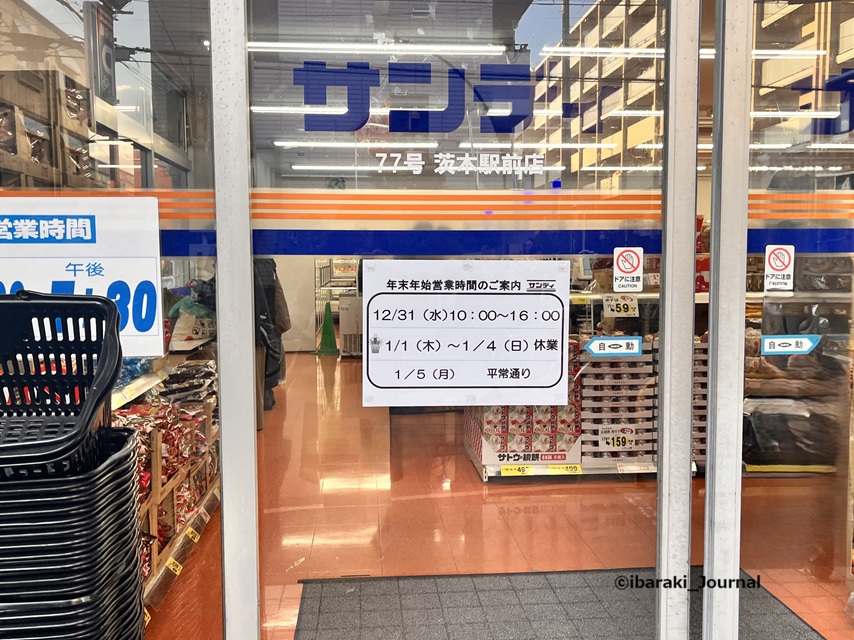 サンディ
77号 茨木駅前店
営業時間
午後
30
年末年始営業時間のご案内 サンディ
12/31（水）10：00〜16：00
1/1（木）〜1/4（日）休業
1/5（月） 平常通り
ドアに注意
CAUTION
ドアに注意
CAUTION
59
自動
自動
159
サトウの切餅
499
©ibaraki_Journal